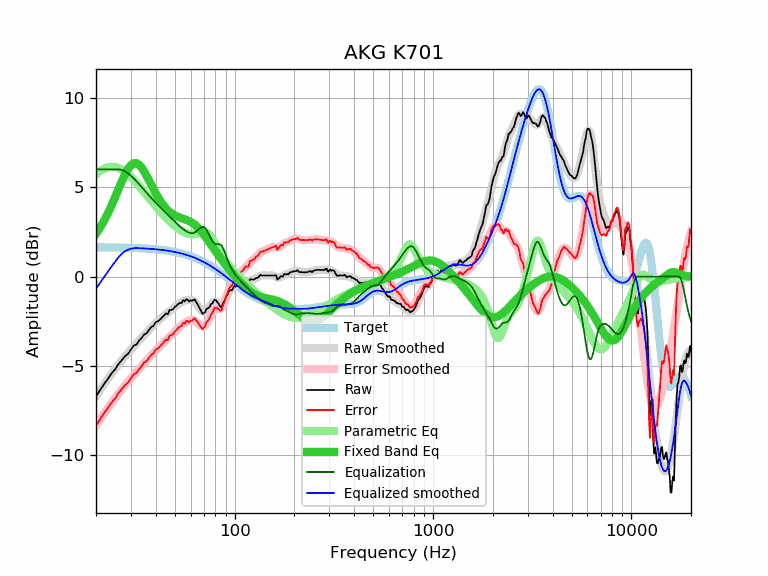 AKG K701
10
5
0
−5
−10
Amplitude (dBr)
Target
Raw Smoothed
Error Smoothed
Raw
Error
Parametric Eq
Fixed Band Eq
Equalization
Equalized smoothed
100
1000
10000
Frequency (Hz)